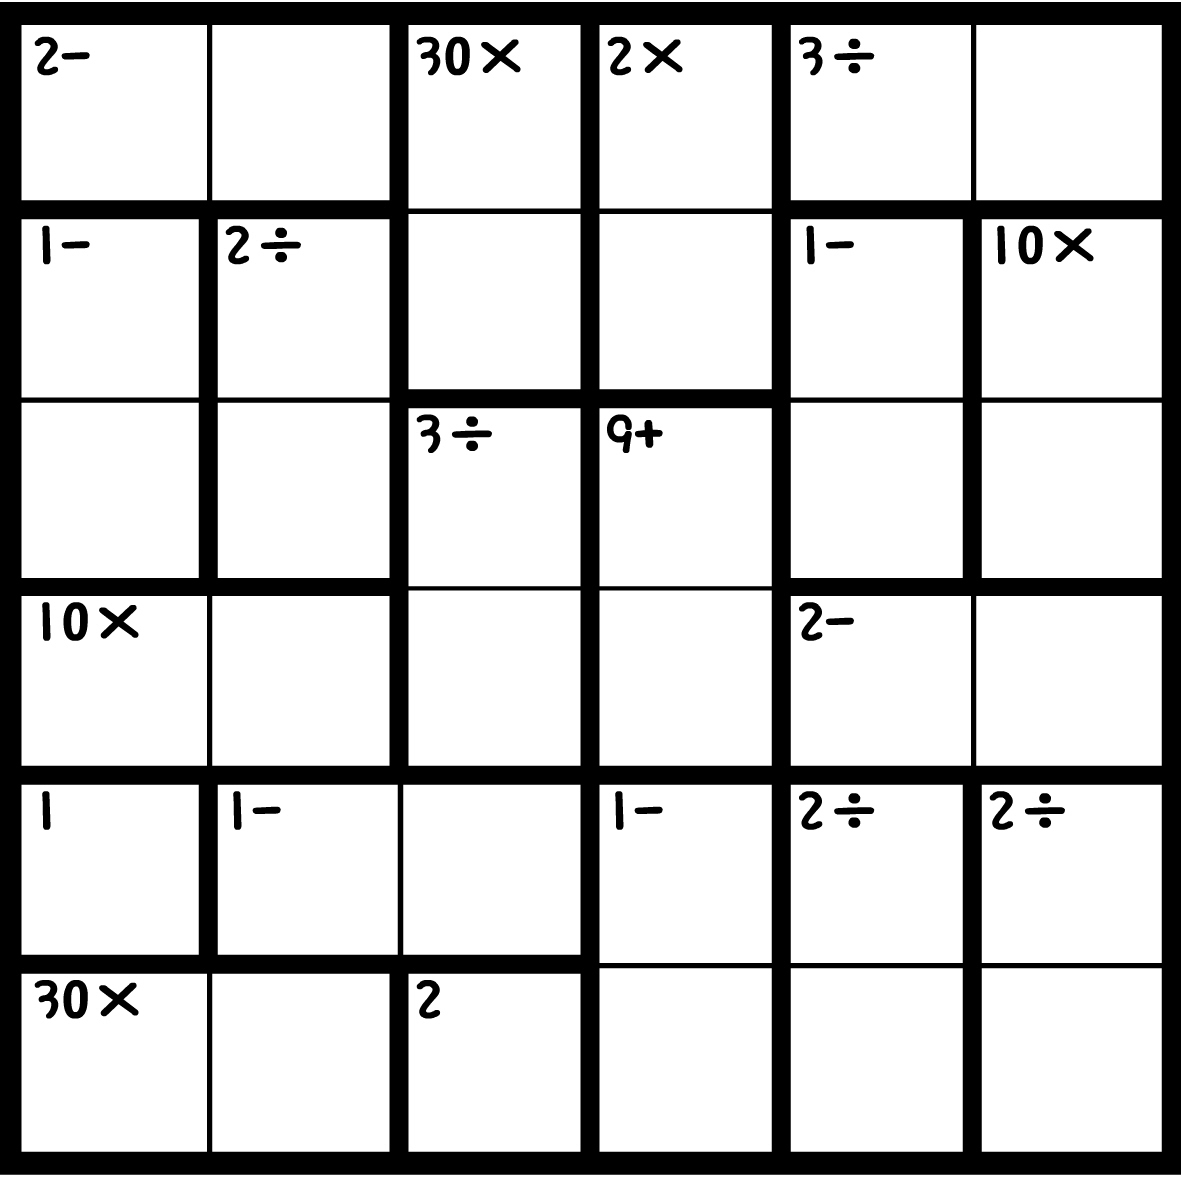 2− 30× 2× 3÷
1− 2÷ 1− 10×
3÷ 9+
10× 2−
1 1− 1− 2÷ 2÷
30× 2